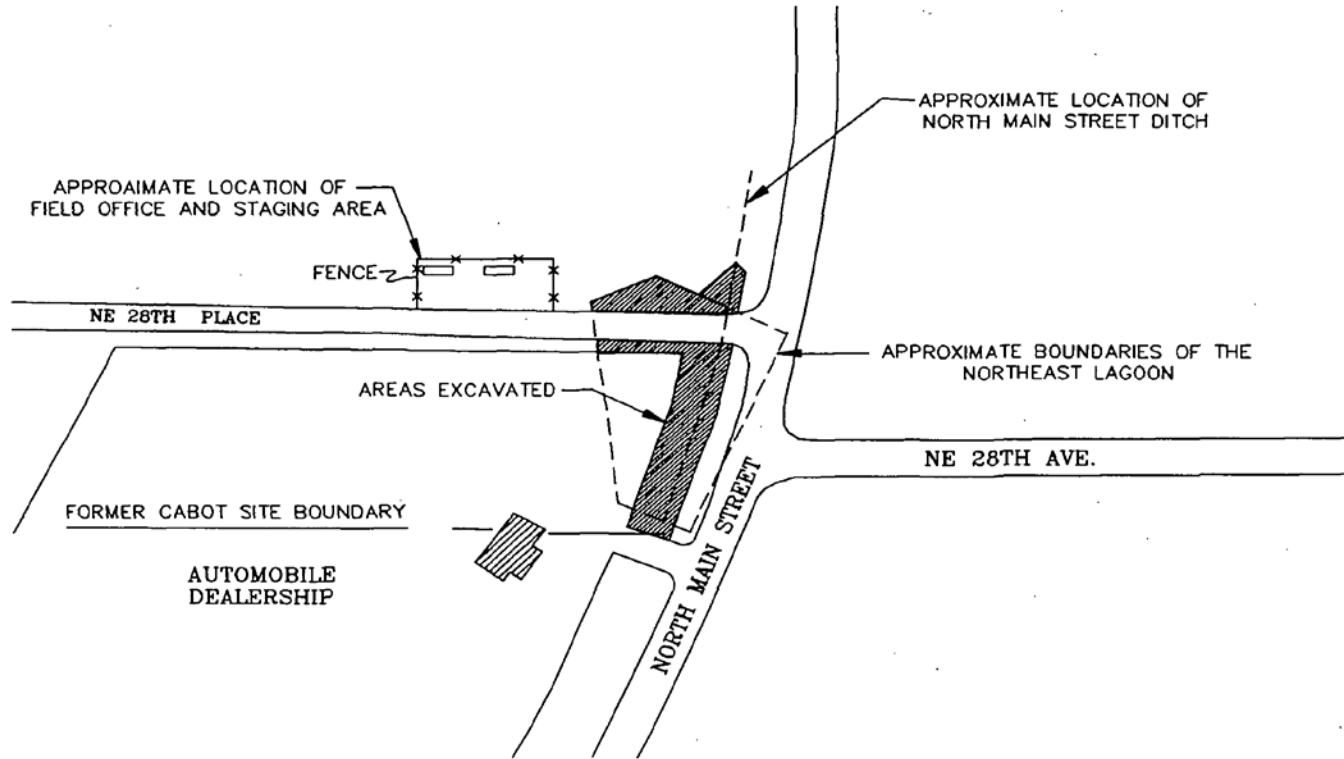 APPROXIMATE LOCATION OF
NORTH MAIN STREET DITCH
APPROAIMATE LOCATION OF
FIELD OFFICE AND STAGING AREA
FENCE
NE 28TH PLACE
APPROXIMATE BOUNDARIES OF THE
NORTHEAST LAGOON
AREAS EXCAVATED
NE 28TH AVE.
FORMER CABOT SITE BOUNDARY
NORTH MAIN STREET
AUTOMOBILE
DEALERSHIP